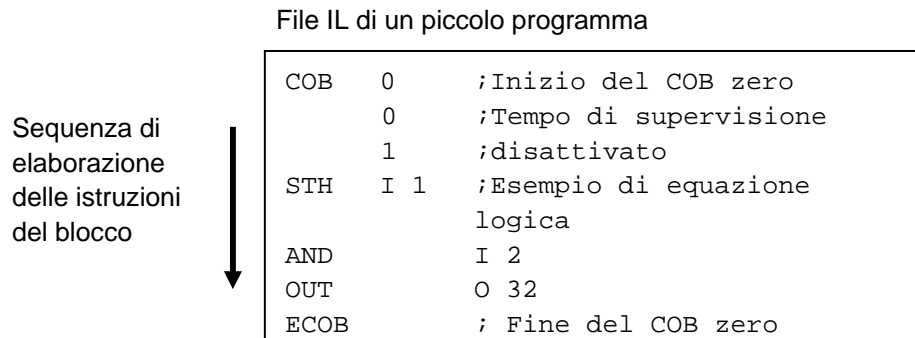 File IL di un piccolo programma
Sequenza di
elaborazione
delle istruzioni
del blocco
COB 0 ;Inizio del COB zero
0 ;Tempo di supervisione
1 ;disattivato
STH I 1 ;Esempio di equazione
logica
AND I 2
OUT O 32
ECOB ; Fine del COB zero